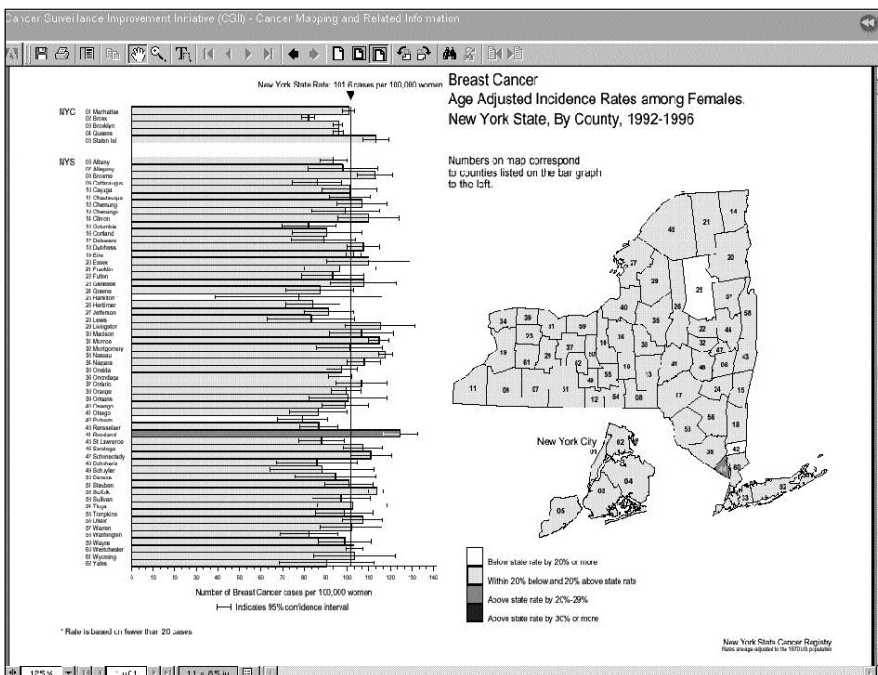 Cancer Surveillance Improvement Initiative (CSII) - Cancer Mapping and Related Information
New York State Rate: 101.6 cases per 100,000 women
Breast Cancer
Age Adjusted Incidence Rates among Females,
New York State, By County, 1992-1996
Numbers on map correspond
to counties listed on the bar graph
to the left.
NYC
01 Manhattan
02 Bronx
03 Brooklyn
04 Queens
05 Staten Isl
NYS
06 Albany
07 Allegany
08 Broome
09 Cattaraugus
10 Cayuga
11 Chautauqua
12 Chemung
13 Chenango
14 Clinton
15 Columbia
16 Cortland
17 Delaware
18 Dutchess
19 Erie
20 Essex
21 Franklin
22 Fulton
23 Genesee
24 Greene
25 Hamilton
26 Herkimer
27 Jefferson
28 Lewis
29 Livingston
30 Madison
31 Monroe
32 Montgomery
33 Nassau
34 Niagara
35 Oneida
36 Onondaga
37 Ontario
38 Orange
39 Orleans
40 Oswego
41 Otsego
42 Putnam
43 Rensselaer
44 Rockland
45 St Lawrence
46 Saratoga
47 Schenectady
48 Schoharie
49 Schuyler
50 Seneca
51 Steuben
52 Suffolk
53 Sullivan
54 Tioga
55 Tompkins
56 Ulster
57 Warren
58 Washington
59 Wayne
60 Westchester
61 Wyoming
62 Yates
0 10 20 30 40 50 60 70 80 90 100 110 120 130 140
Number of Breast Cancer cases per 100,000 women
Indicates 95% confidence interval
* Rate is based on fewer than 20 cases
New York City
Below state rate by 20% or more
Within 20% below and 20% above state rate
Above state rate by 20%-29%
Above state rate by 30% or more
New York State Cancer Registry
Rates are age adjusted to the 1970 US population
125%
1 of 1
11 x 8.5 in